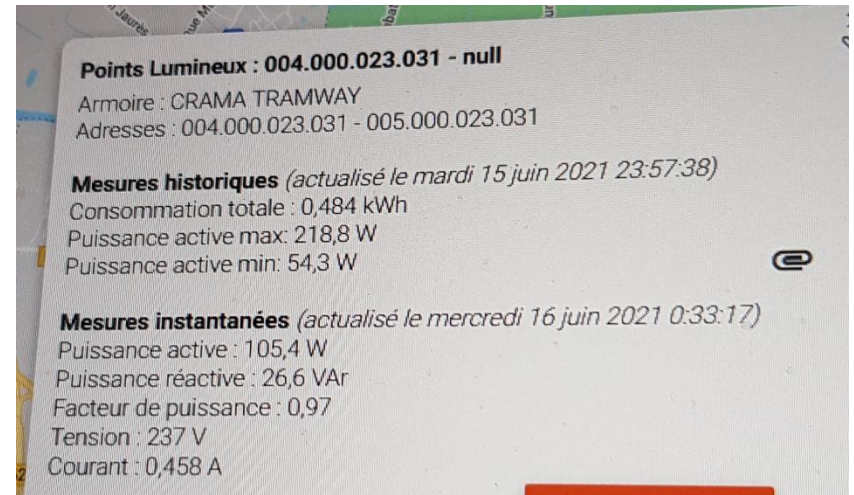 Jaurès
Points Lumineux : 004.000.023.031 - null
Armoire : CRAMA TRAMWAY
Adresses : 004.000.023.031 - 005.000.023.031
Mesures historiques (actualisé le mardi 15 juin 2021 23:57:38)
Consommation totale : 0,484 kWh
Puissance active max: 218,8 W
Puissance active min: 54,3 W
Mesures instantanées (actualisé le mercredi 16 juin 2021 0:33:17)
Puissance active : 105,4 W
Puissance réactive : 26,6 VAr
Facteur de puissance : 0,97
Tension : 237 V
Courant : 0,458 A